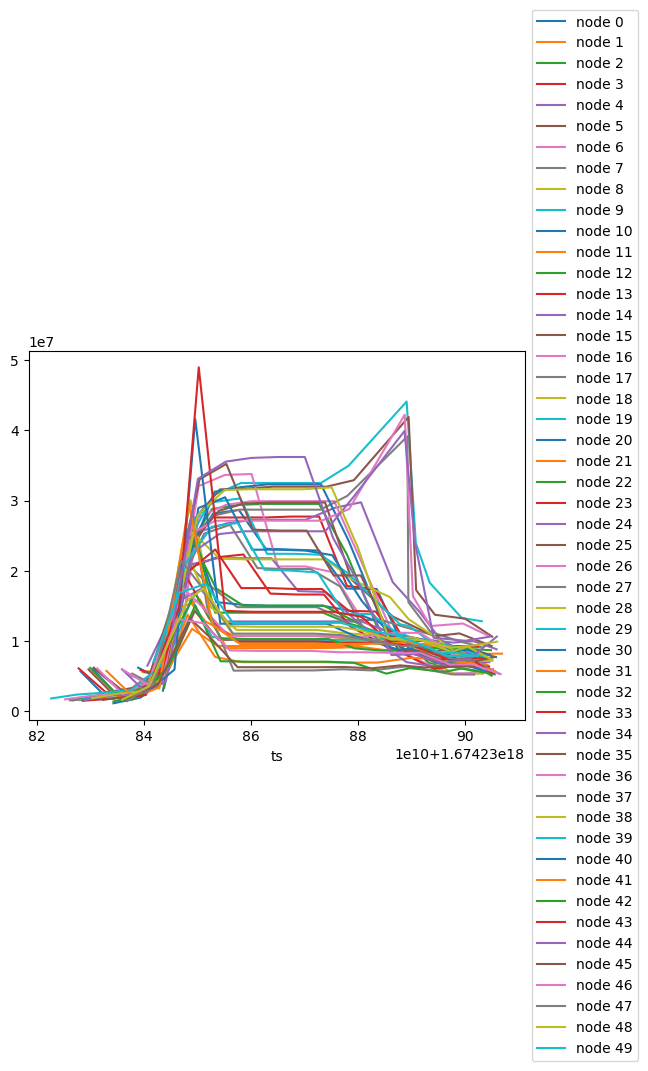 1e7
5
4
3
2
1
0
82
84
86
88
90
ts
1e10+1.67423e18
node 0
node 1
node 2
node 3
node 4
node 5
node 6
node 7
node 8
node 9
node 10
node 11
node 12
node 13
node 14
node 15
node 16
node 17
node 18
node 19
node 20
node 21
node 22
node 23
node 24
node 25
node 26
node 27
node 28
node 29
node 30
node 31
node 32
node 33
node 34
node 35
node 36
node 37
node 38
node 39
node 40
node 41
node 42
node 43
node 44
node 45
node 46
node 47
node 48
node 49